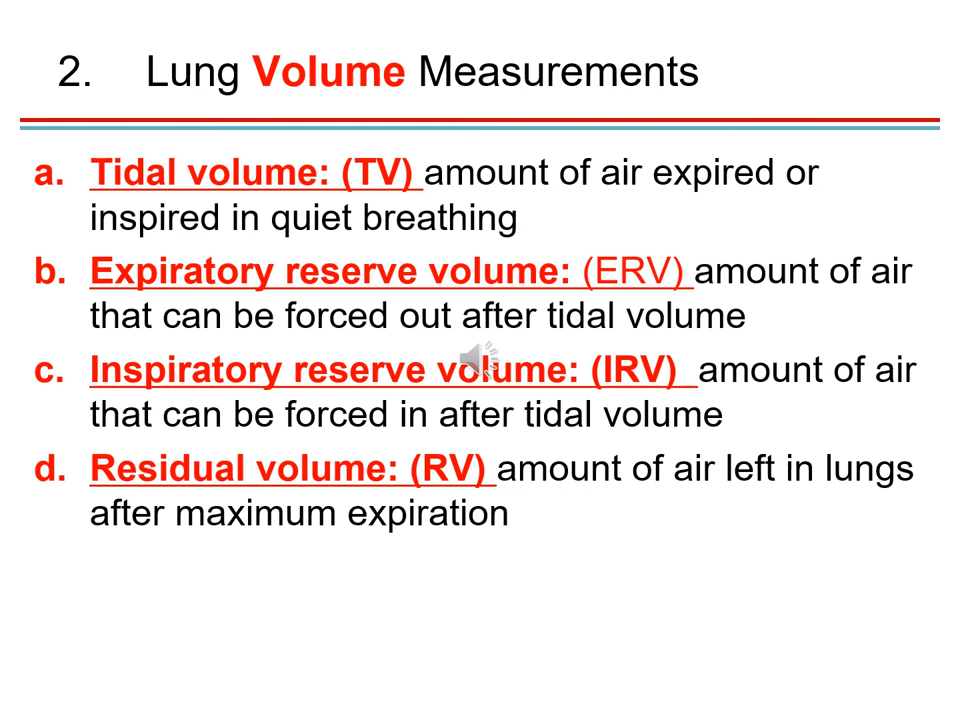 2. Lung Volume Measurements
a. Tidal volume: (TV) amount of air expired or
inspired in quiet breathing
b. Expiratory reserve volume: (ERV) amount of air
that can be forced out after tidal volume
c. Inspiratory reserve volume: (IRV) amount of air
that can be forced in after tidal volume
d. Residual volume: (RV) amount of air left in lungs
after maximum expiration